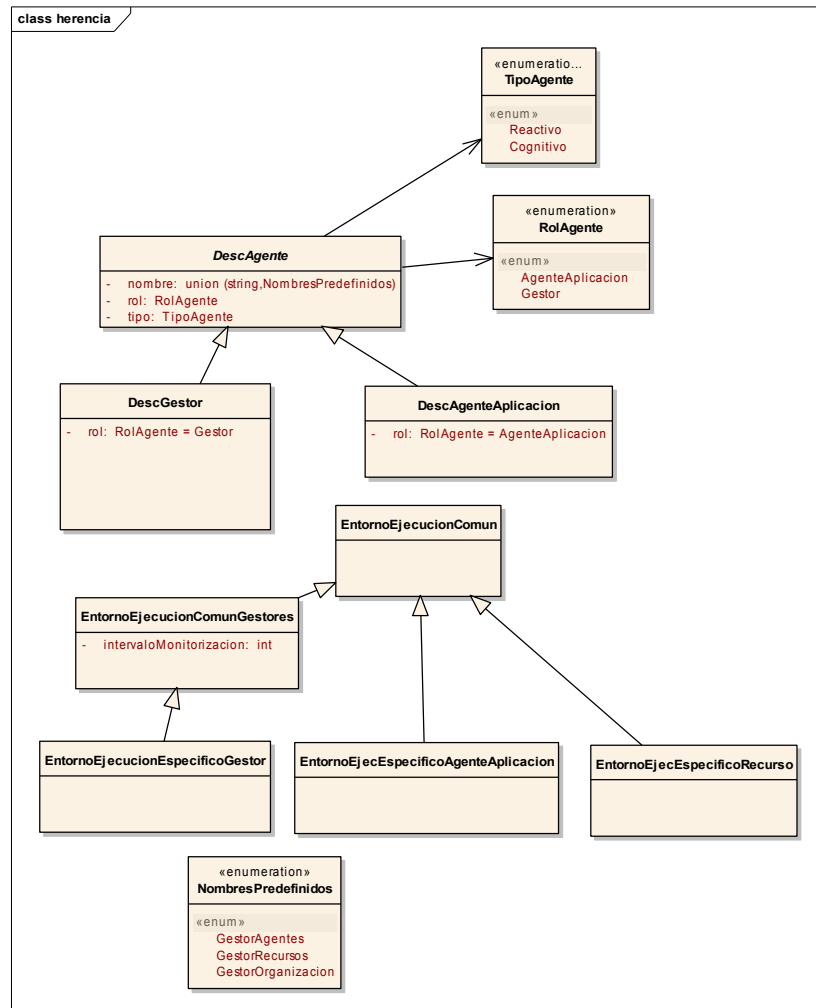 class herencia
«enumeratio...
TipoAgente
«enum»
Reactivo
Cognitivo
«enumeration»
RolAgente
«enum»
AgenteAplicacion
Gestor
DescAgente
- nombre: union (string,NombresPredefinidos)
- rol: RolAgente
- tipo: TipoAgente
DescGestor
- rol: RolAgente = Gestor
DescAgenteAplicacion
- rol: RolAgente = AgenteAplicacion
EntornoEjecucionComun
EntornoEjecucionComunGestores
- intervaloMonitorizacion: int
EntornoEjecucionEspecificoGestor
EntornoEjecEspecificoAgenteAplicacion
EntornoEjecEspecificoRecurso
«enumeration»
NombresPredefinidos
«enum»
GestorAgentes
GestorRecursos
GestorOrganizacion